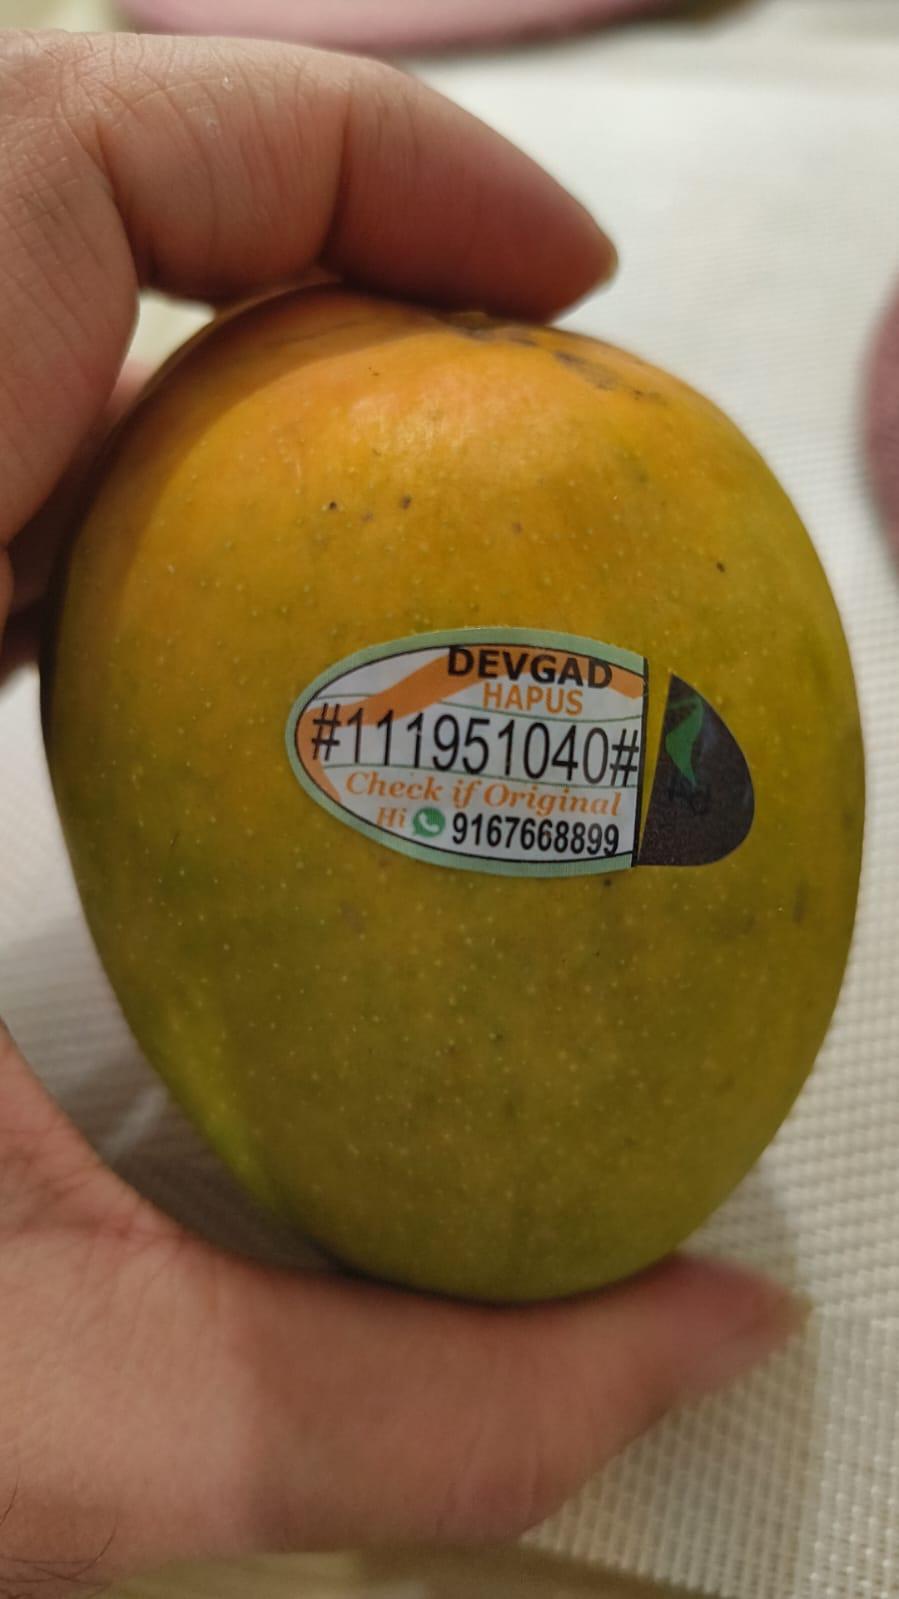 DEVGAD
HAPUS
#111951040#
Check if Original
Hi 9167668899